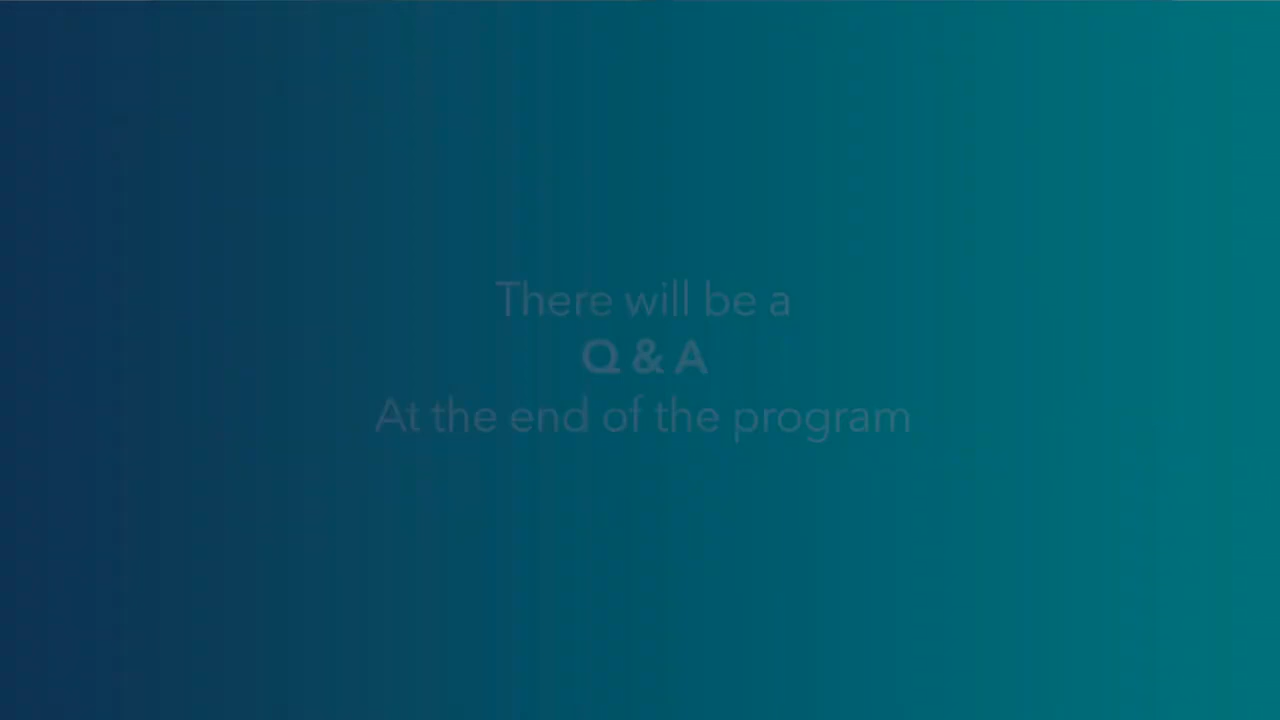 There will be a
Q & A
At the end of the program